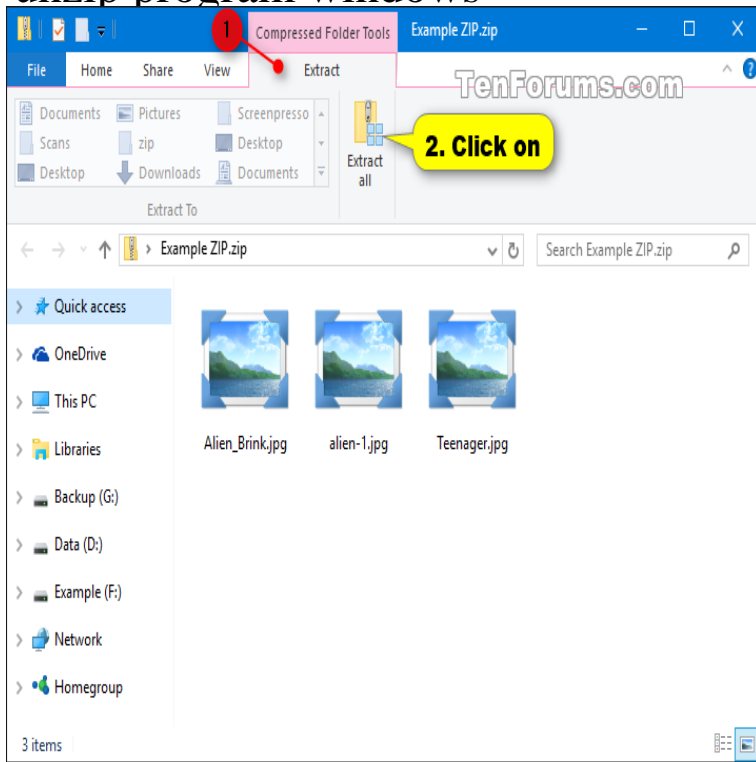 unzip program windows
1
Compressed Folder Tools
Example ZIP.zip
File Home Share View Extract
TenForums.com
Documents Pictures Screenpresso
Scans zip Desktop
Desktop Downloads Documents
Extract all
2. Click on
Extract To
Example ZIP.zip
Search Example ZIP.zip
Quick access
OneDrive
This PC
Libraries
Alien_Brink.jpg alien-1.jpg Teenager.jpg
Backup (G:)
Data (D:)
Example (F:)
Network
Homegroup
3 items